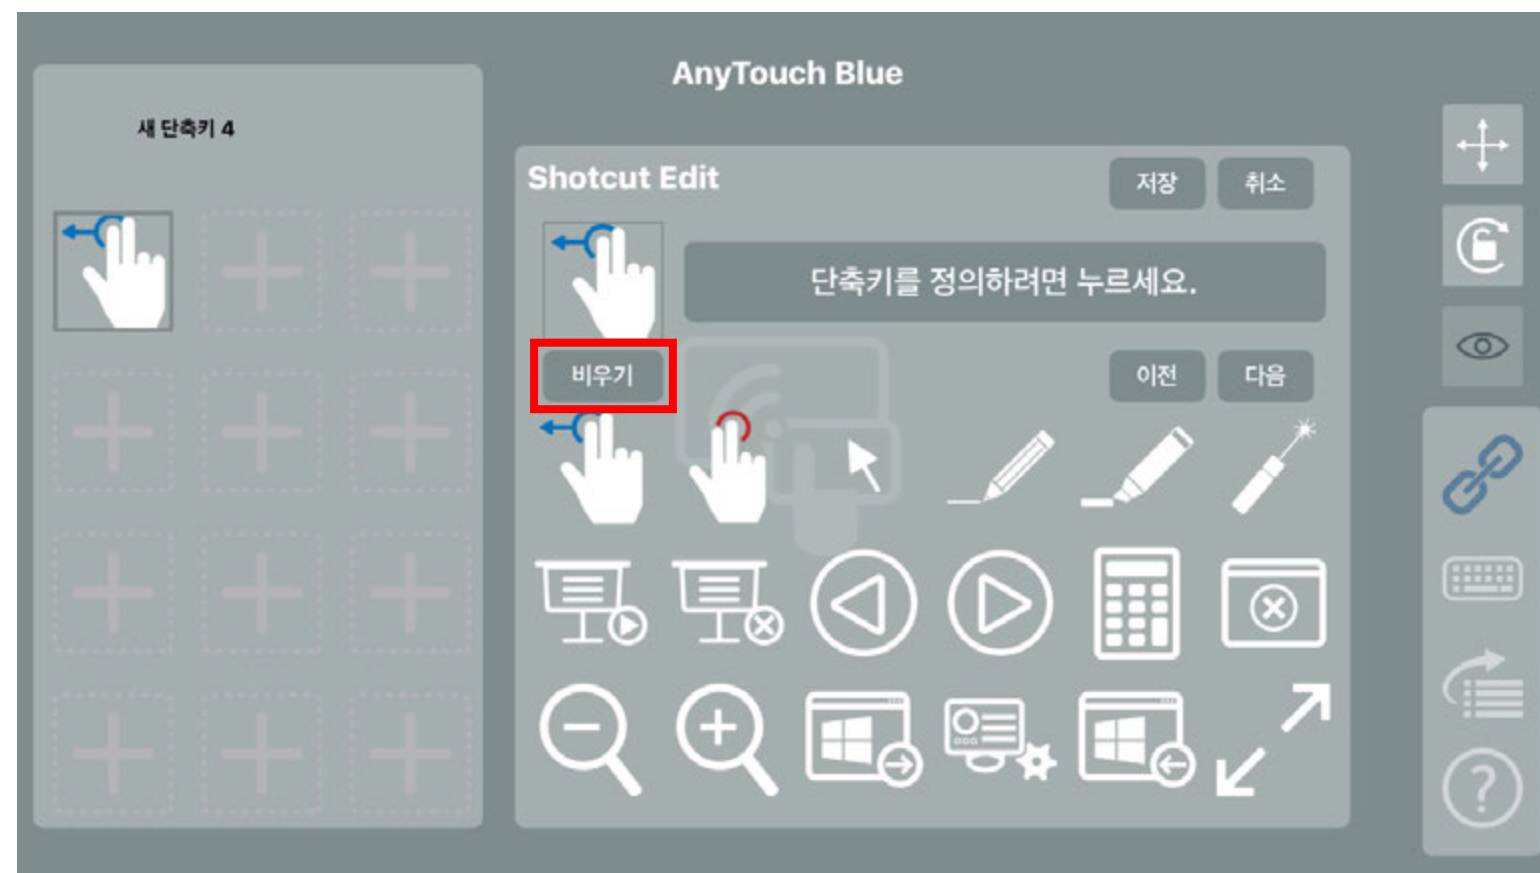 AnyTouch Blue
새 단축키 4
Shotcut Edit
저장
취소
단축키를 정의하려면 누르세요.
비우기
이전
다음